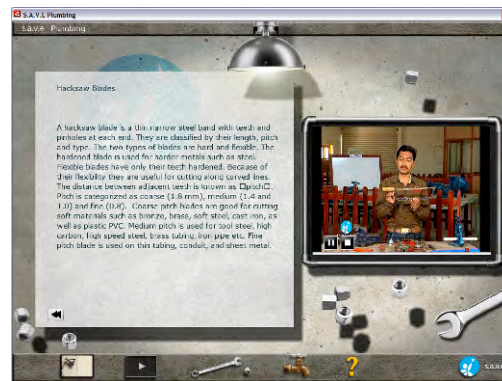 S.A.V.E Plumbing
s.a.v.e Plumbing
Hacksaw Blades
A hacksaw blade is a thin narrow steel band with teeth and
pinholes at each end. They are classified by their length, pitch
and type. The two types of blades are hard and flexible. The
hardened blade is used for harder metals such as steel.
Flexible blades have only their teeth hardened. Because of
their flexiblity they are useful for cutting along curved lines.
The distance between adjacent teeth is known as □pitch□.
Pitch is categorized as coarse (1.8 mm), medium (1.4 and
1.0) and fine (0.8). Coarse pitch blades are good for cutting
soft materials such as bronze, brass, soft steel, cast iron, as
well as plastic PVC. Medium pitch is used for tool steel, high
carbon, high speed steel, brass tubing, iron pipe etc. Fine
pitch blade is used on thin tubing, conduit, and sheet metal.
?
s.a.v.